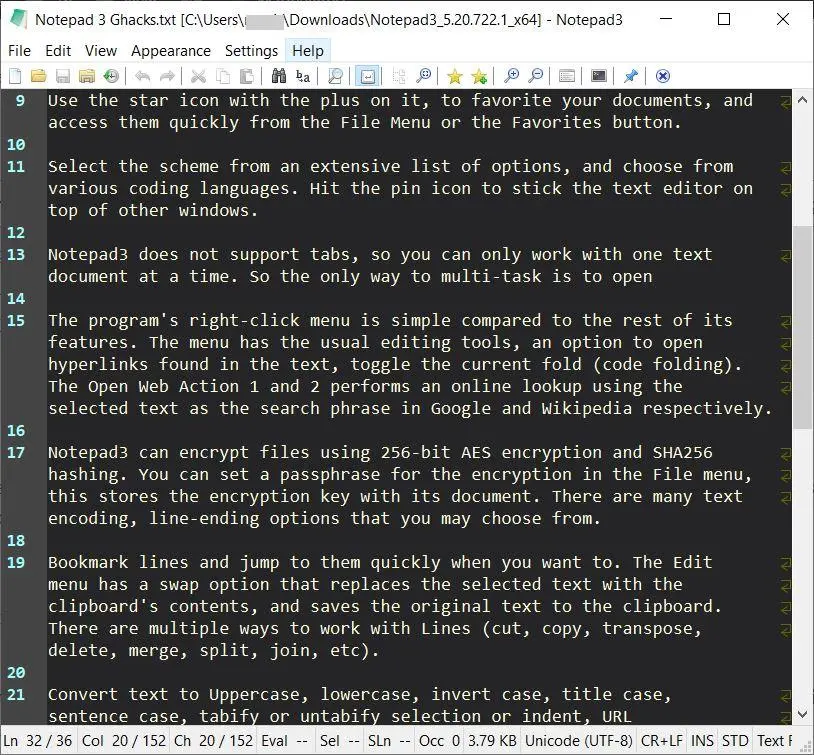 Notepad 3 Ghacks.txt [C:\Users\ \Downloads\Notepad3_5.20.722.1_x64] - Notepad3
File Edit View Appearance Settings Help
9 Use the star icon with the plus on it, to favorite your documents, and
access them quickly from the File Menu or the Favorites button.
10
11 Select the scheme from an extensive list of options, and choose from
various coding languages. Hit the pin icon to stick the text editor on
top of other windows.
12
13 Notepad3 does not support tabs, so you can only work with one text
document at a time. So the only way to multi-task is to open
14
15 The program's right-click menu is simple compared to the rest of its
features. The menu has the usual editing tools, an option to open
hyperlinks found in the text, toggle the current fold (code folding).
The Open Web Action 1 and 2 performs an online lookup using the
selected text as the search phrase in Google and Wikipedia respectively.
16
17 Notepad3 can encrypt files using 256-bit AES encryption and SHA256
hashing. You can set a passphrase for the encryption in the File menu,
this stores the encryption key with its document. There are many text
encoding, line-ending options that you may choose from.
18
19 Bookmark lines and jump to them quickly when you want to. The Edit
menu has a swap option that replaces the selected text with the
clipboard's contents, and saves the original text to the clipboard.
There are multiple ways to work with Lines (cut, copy, transpose,
delete, merge, split, join, etc).
20
21 Convert text to Uppercase, lowercase, invert case, title case,
sentence case, tabify or untabify selection or indent, URL
Ln 32 / 36 Col 20 / 152 Ch 20 / 152 Eval -- Sel -- SLn -- Occ 0 3.79 KB Unicode (UTF-8) CR+LF INS STD Text